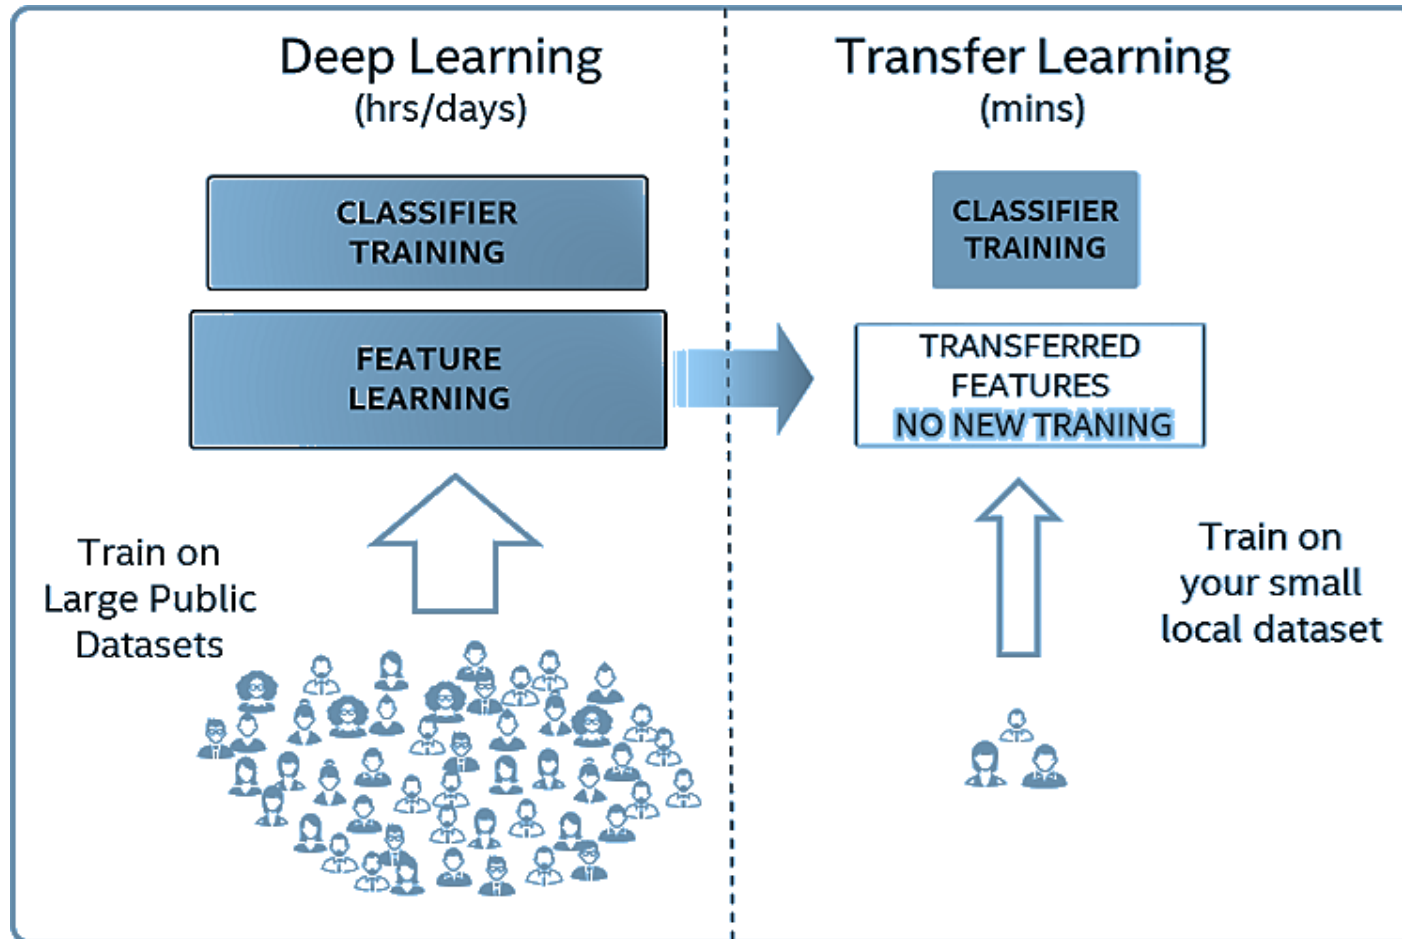 Deep Learning
(hrs/days)
CLASSIFIER
TRAINING
FEATURE
LEARNING
Train on
Large Public
Datasets
Transfer Learning
(mins)
CLASSIFIER
TRAINING
TRANSFERRED
FEATURES
NO NEW TRANING
Train on
your small
local dataset